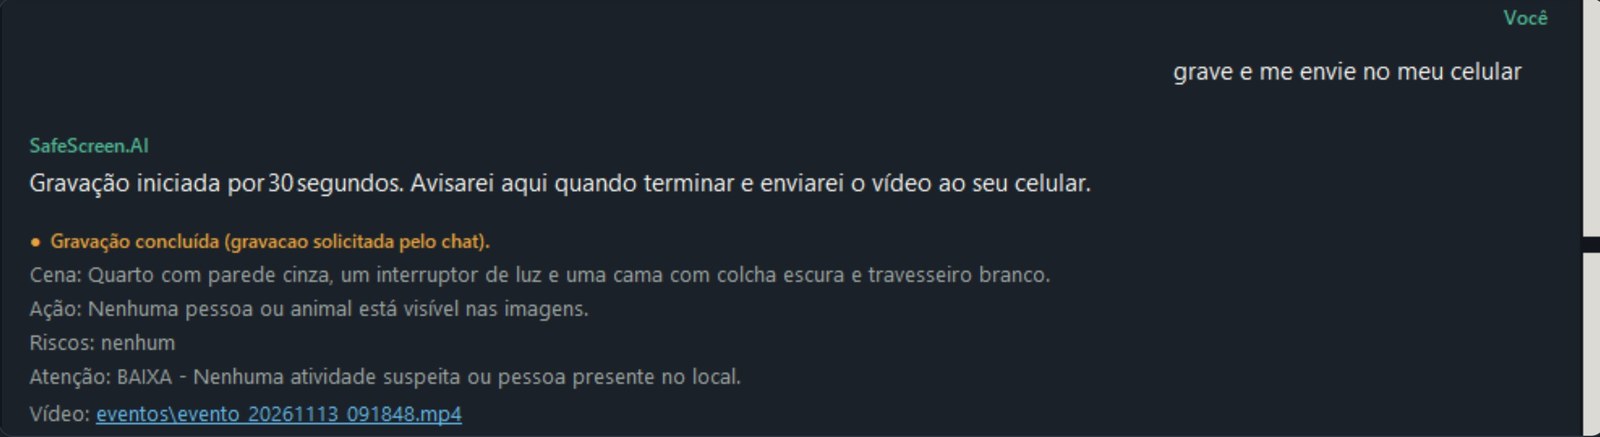 Você
grave e me envie no meu celular
SafeScreen.AI
Gravação iniciada por 30 segundos. Avisarei aqui quando terminar e enviarei o vídeo ao seu celular.
● Gravação concluída (gravacao solicitada pelo chat).
Cena: Quarto com parede cinza, um interruptor de luz e uma cama com colcha escura e travesseiro branco.
Ação: Nenhuma pessoa ou animal está visível nas imagens.
Riscos: nenhum
Atenção: BAIXA - Nenhuma atividade suspeita ou pessoa presente no local.
Vídeo: eventos\evento_20261113_091848.mp4